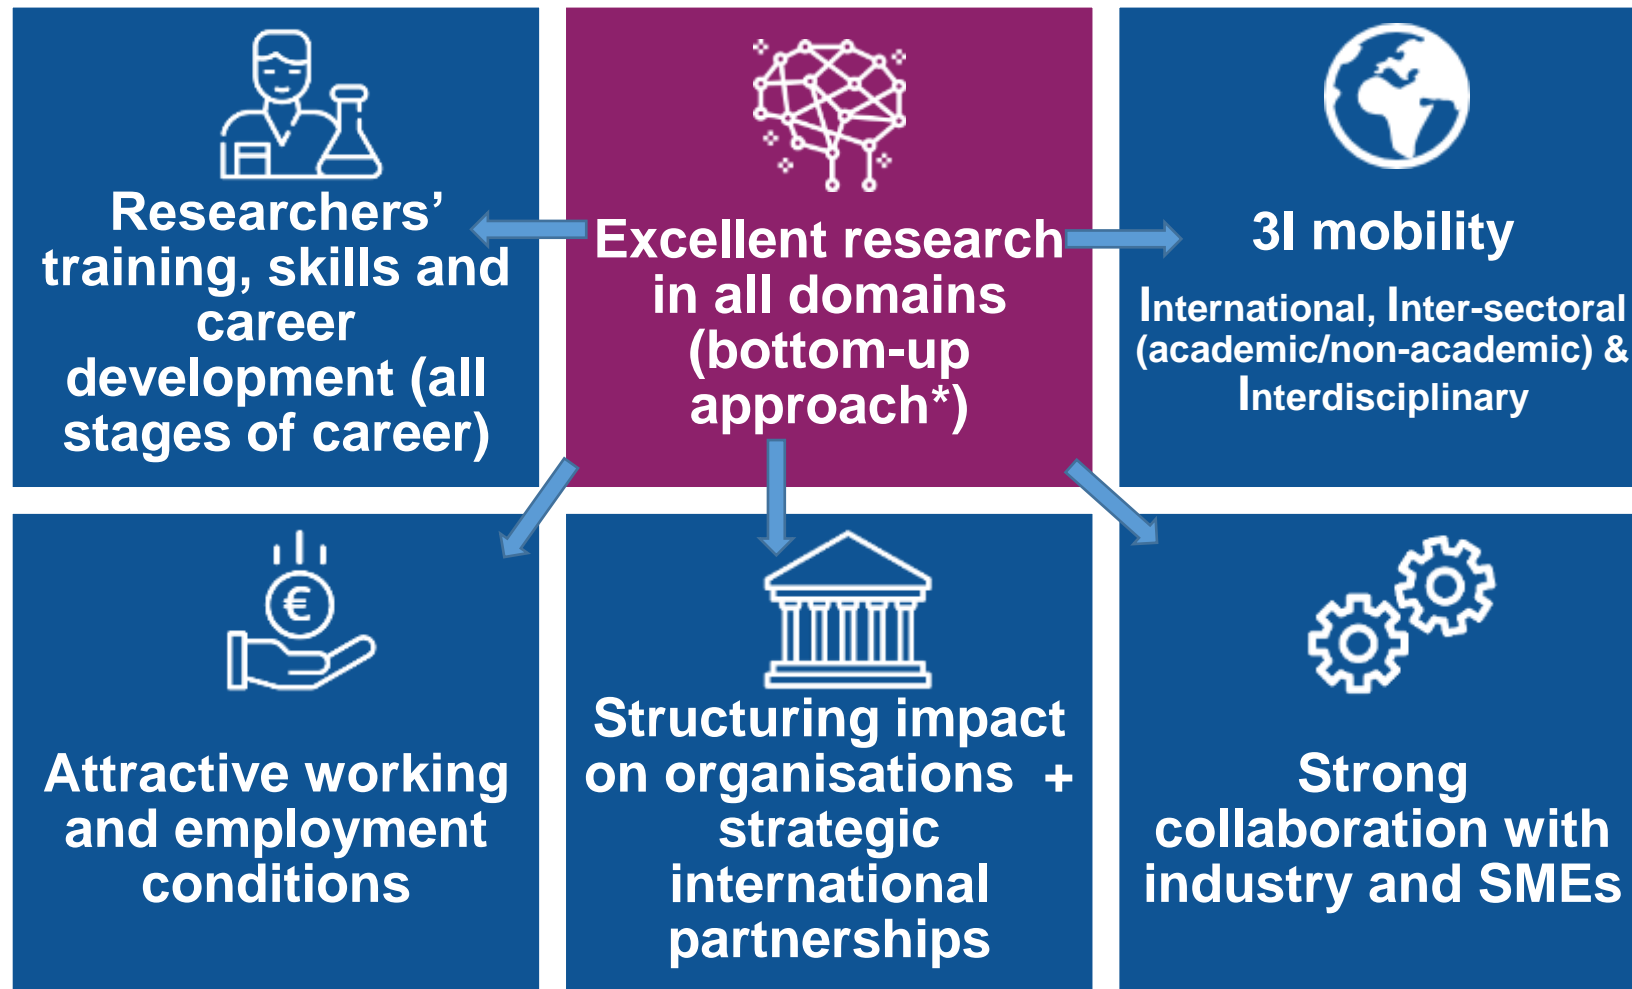 Researchers’
training, skills and
career
development (all
stages of career)
Excellent research
in all domains
(bottom-up
approach*)
3I mobility
International, Inter-sectoral
(academic/non-academic) &
Interdisciplinary
€
Attractive working
and employment
conditions
Structuring impact
on organisations +
strategic
international
partnerships
Strong
collaboration with
industry and SMEs